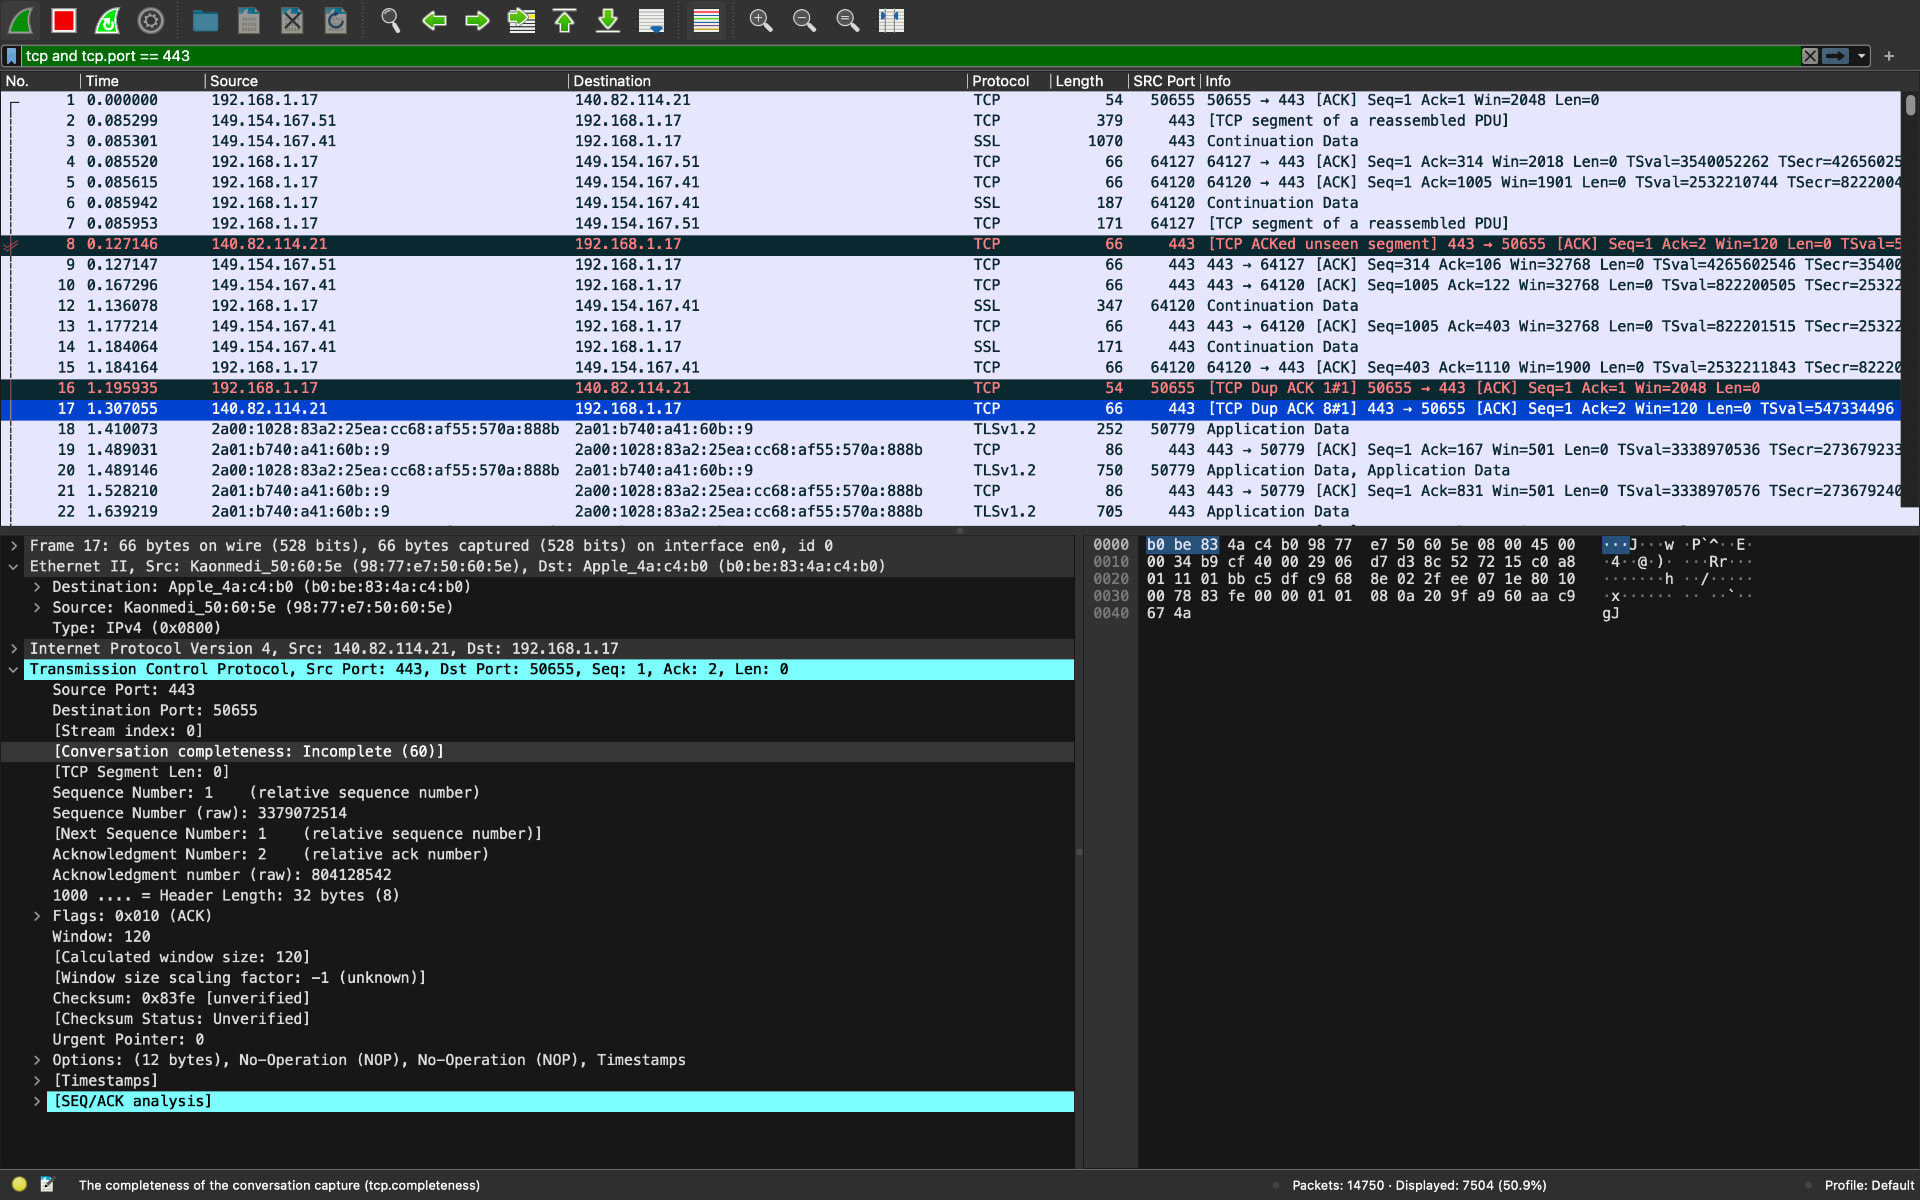 tcp and tcp.port == 443
No. Time Source Destination Protocol Length SRC Port Info
1 0.000000 192.168.1.17 140.82.114.21 TCP 54 50655 50655 → 443 [ACK] Seq=1 Ack=1 Win=2048 Len=0
2 0.085299 149.154.167.51 192.168.1.17 TCP 379 443 [TCP segment of a reassembled PDU]
3 0.085301 149.154.167.41 192.168.1.17 SSL 1070 443 Continuation Data
4 0.085520 192.168.1.17 149.154.167.51 TCP 66 64127 64127 → 443 [ACK] Seq=1 Ack=314 Win=2018 Len=0 TSval=3540052262 TSecr=42656025
5 0.085615 192.168.1.17 149.154.167.41 TCP 66 64120 64120 → 443 [ACK] Seq=1 Ack=1005 Win=1901 Len=0 TSval=2532210744 TSecr=8222004
6 0.085942 192.168.1.17 149.154.167.41 SSL 187 64120 Continuation Data
7 0.085953 192.168.1.17 149.154.167.51 TCP 171 64127 [TCP segment of a reassembled PDU]
8 0.127146 140.82.114.21 192.168.1.17 TCP 66 443 [TCP ACKed unseen segment] 443 → 50655 [ACK] Seq=1 Ack=2 Win=120 Len=0 TSval=5
9 0.127147 149.154.167.51 192.168.1.17 TCP 66 443 443 → 64127 [ACK] Seq=314 Ack=106 Win=32768 Len=0 TSval=4265602546 TSecr=35400
10 0.167296 149.154.167.41 192.168.1.17 TCP 66 443 443 → 64120 [ACK] Seq=1005 Ack=122 Win=32768 Len=0 TSval=822200505 TSecr=25322
12 1.136078 192.168.1.17 149.154.167.41 SSL 347 64120 Continuation Data
13 1.177214 149.154.167.41 192.168.1.17 TCP 66 443 443 → 64120 [ACK] Seq=1005 Ack=403 Win=32768 Len=0 TSval=822201515 TSecr=25322
14 1.184064 149.154.167.41 192.168.1.17 SSL 171 443 Continuation Data
15 1.184164 192.168.1.17 149.154.167.41 TCP 66 64120 64120 → 443 [ACK] Seq=403 Ack=1110 Win=1900 Len=0 TSval=2532211843 TSecr=82220
16 1.195935 192.168.1.17 140.82.114.21 TCP 54 50655 [TCP Dup ACK 1#1] 50655 → 443 [ACK] Seq=1 Ack=1 Win=2048 Len=0
17 1.307055 140.82.114.21 192.168.1.17 TCP 66 443 [TCP Dup ACK 8#1] 443 → 50655 [ACK] Seq=1 Ack=2 Win=120 Len=0 TSval=547334496
18 1.410073 2a00:1028:83a2:25ea:cc68:af55:570a:888b 2a01:b740:a41:60b::9 TLSv1.2 252 50779 Application Data
19 1.489031 2a01:b740:a41:60b::9 2a00:1028:83a2:25ea:cc68:af55:570a:888b TCP 86 443 443 → 50779 [ACK] Seq=1 Ack=167 Win=501 Len=0 TSval=3338970536 TSecr=273679233
20 1.489146 2a00:1028:83a2:25ea:cc68:af55:570a:888b 2a01:b740:a41:60b::9 TLSv1.2 750 50779 Application Data, Application Data
21 1.528210 2a01:b740:a41:60b::9 2a00:1028:83a2:25ea:cc68:af55:570a:888b TCP 86 443 443 → 50779 [ACK] Seq=1 Ack=831 Win=501 Len=0 TSval=3338970576 TSecr=273679240
22 1.639219 2a01:b740:a41:60b::9 2a00:1028:83a2:25ea:cc68:af55:570a:888b TLSv1.2 705 443 Application Data
Frame 17: 66 bytes on wire (528 bits), 66 bytes captured (528 bits) on interface en0, id 0
Ethernet II, Src: Kaonmedi_50:60:5e (98:77:e7:50:60:5e), Dst: Apple_4a:c4:b0 (b0:be:83:4a:c4:b0)
Destination: Apple_4a:c4:b0 (b0:be:83:4a:c4:b0)
Source: Kaonmedi_50:60:5e (98:77:e7:50:60:5e)
Type: IPv4 (0x0800)
Internet Protocol Version 4, Src: 140.82.114.21, Dst: 192.168.1.17
Transmission Control Protocol, Src Port: 443, Dst Port: 50655, Seq: 1, Ack: 2, Len: 0
Source Port: 443
Destination Port: 50655
[Stream index: 0]
[Conversation completeness: Incomplete (60)]
[TCP Segment Len: 0]
Sequence Number: 1 (relative sequence number)
Sequence Number (raw): 3379072514
[Next Sequence Number: 1 (relative sequence number)]
Acknowledgment Number: 2 (relative ack number)
Acknowledgment number (raw): 804128542
1000 .... = Header Length: 32 bytes (8)
Flags: 0x010 (ACK)
Window: 120
[Calculated window size: 120]
[Window size scaling factor: -1 (unknown)]
Checksum: 0x83fe [unverified]
[Checksum Status: Unverified]
Urgent Pointer: 0
Options: (12 bytes), No-Operation (NOP), No-Operation (NOP), Timestamps
[Timestamps]
[SEQ/ACK analysis]
0000 b0 be 83 4a c4 b0 98 77 e7 50 60 5e 08 00 45 00 ···J···w ·P`^··E·
0010 00 34 b9 cf 40 00 29 06 d7 d3 8c 52 72 15 c0 a8 ·4··@·)· ···Rr···
0020 01 11 01 bb c5 df c9 68 8e 02 2f ee 07 1e 80 10 ·······h ··/·····
0030 00 78 83 fe 00 00 01 01 08 0a 20 9f a9 60 aa c9 ·x······ ·· ··`··
0040 67 4a gJ
The completeness of the conversation capture (tcp.completeness)
Packets: 14750 · Displayed: 7504 (50.9%)
Profile: Default